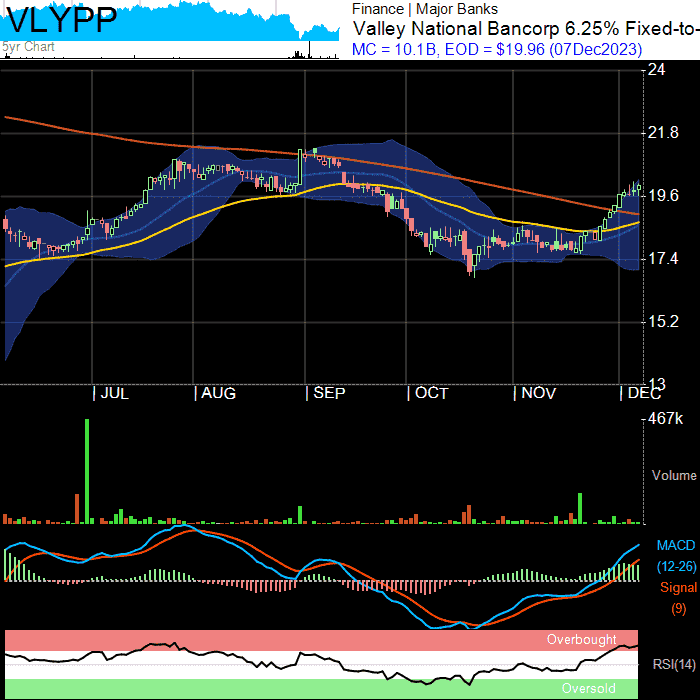 VLYPP
5yr Chart
Finance | Major Banks
Valley National Bancorp 6.25% Fixed-to-
MC = 10.1B, EOD = $19.96 (07Dec2023)
24
21.8
19.6
17.4
15.2
13
JUL
AUG
SEP
OCT
NOV
DEC
467k
Volume
MACD
(12-26)
Signal
(9)
Overbought
RSI(14)
Oversold